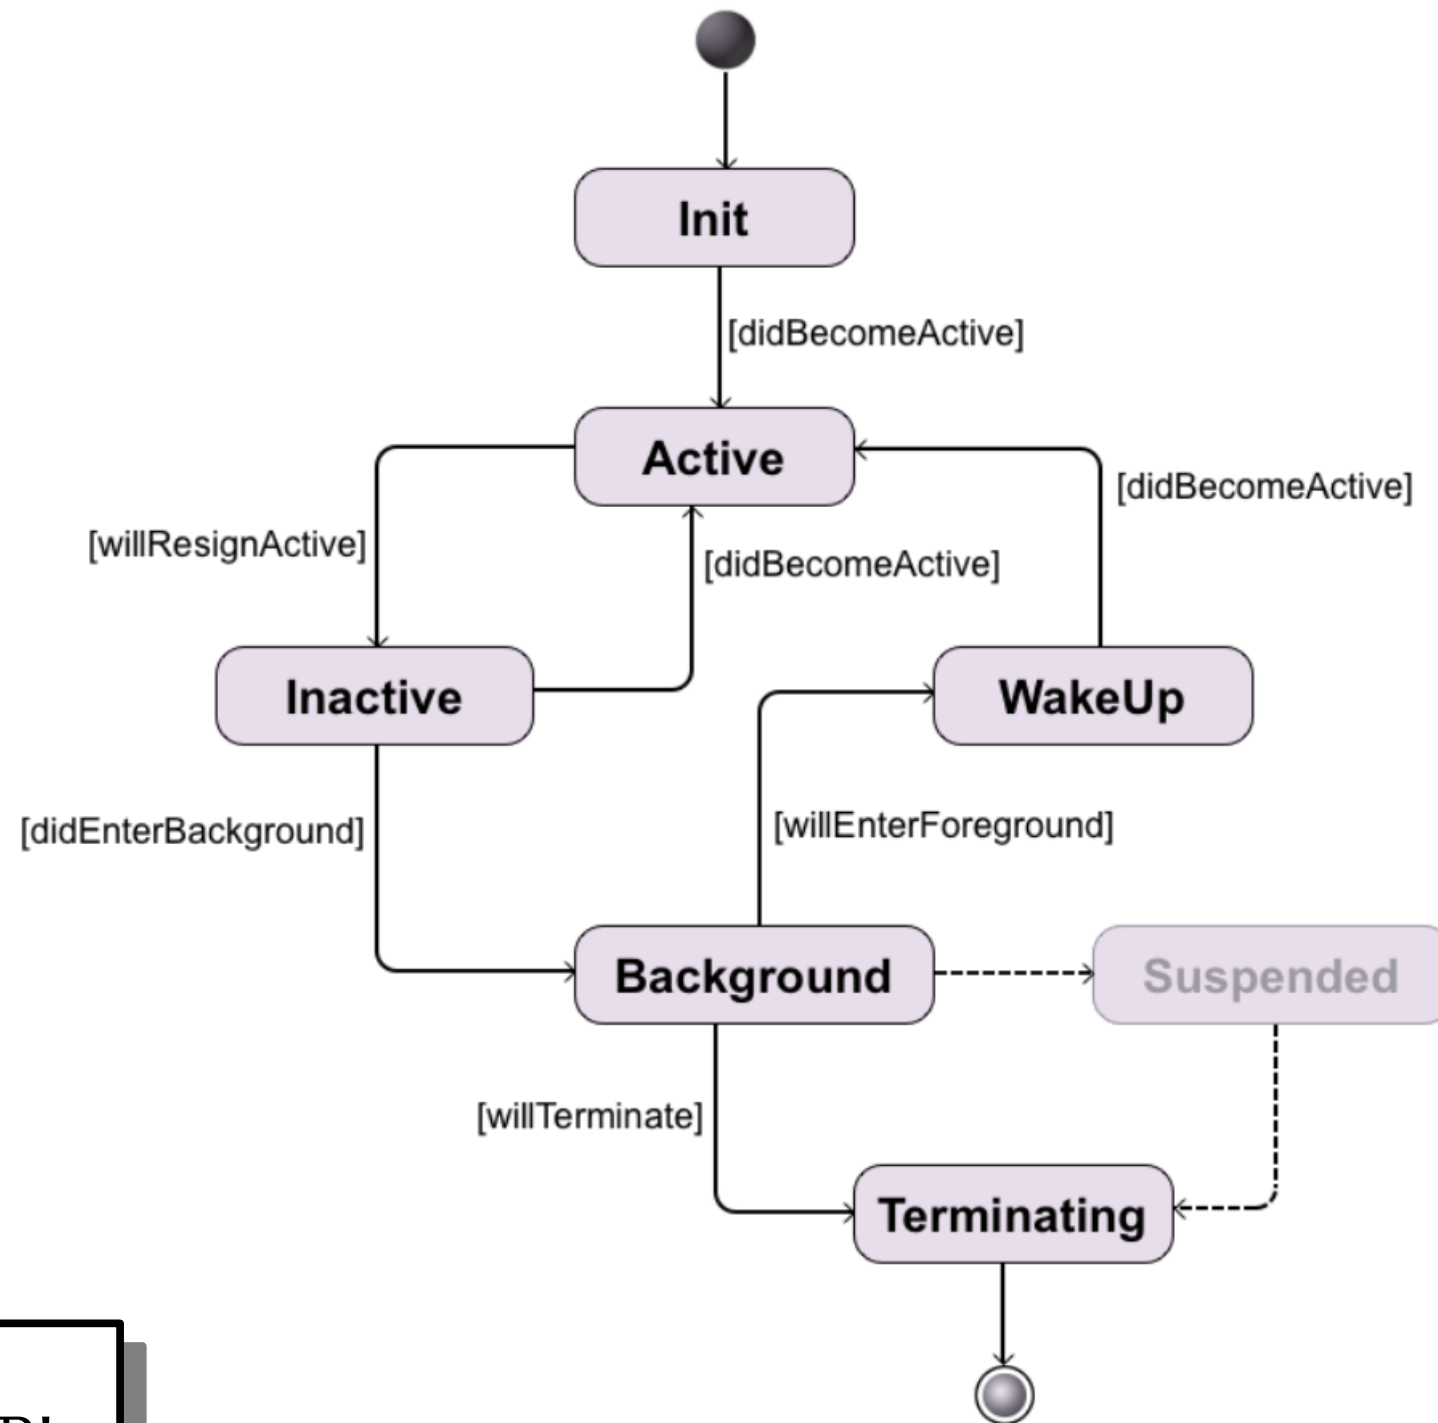 Init
[didBecomeActive]
Active
[didBecomeActive]
[willResignActive]
[didBecomeActive]
Inactive
WakeUp
[didEnterBackground]
[willEnterForeground]
Background
Suspended
[willTerminate]
Terminating